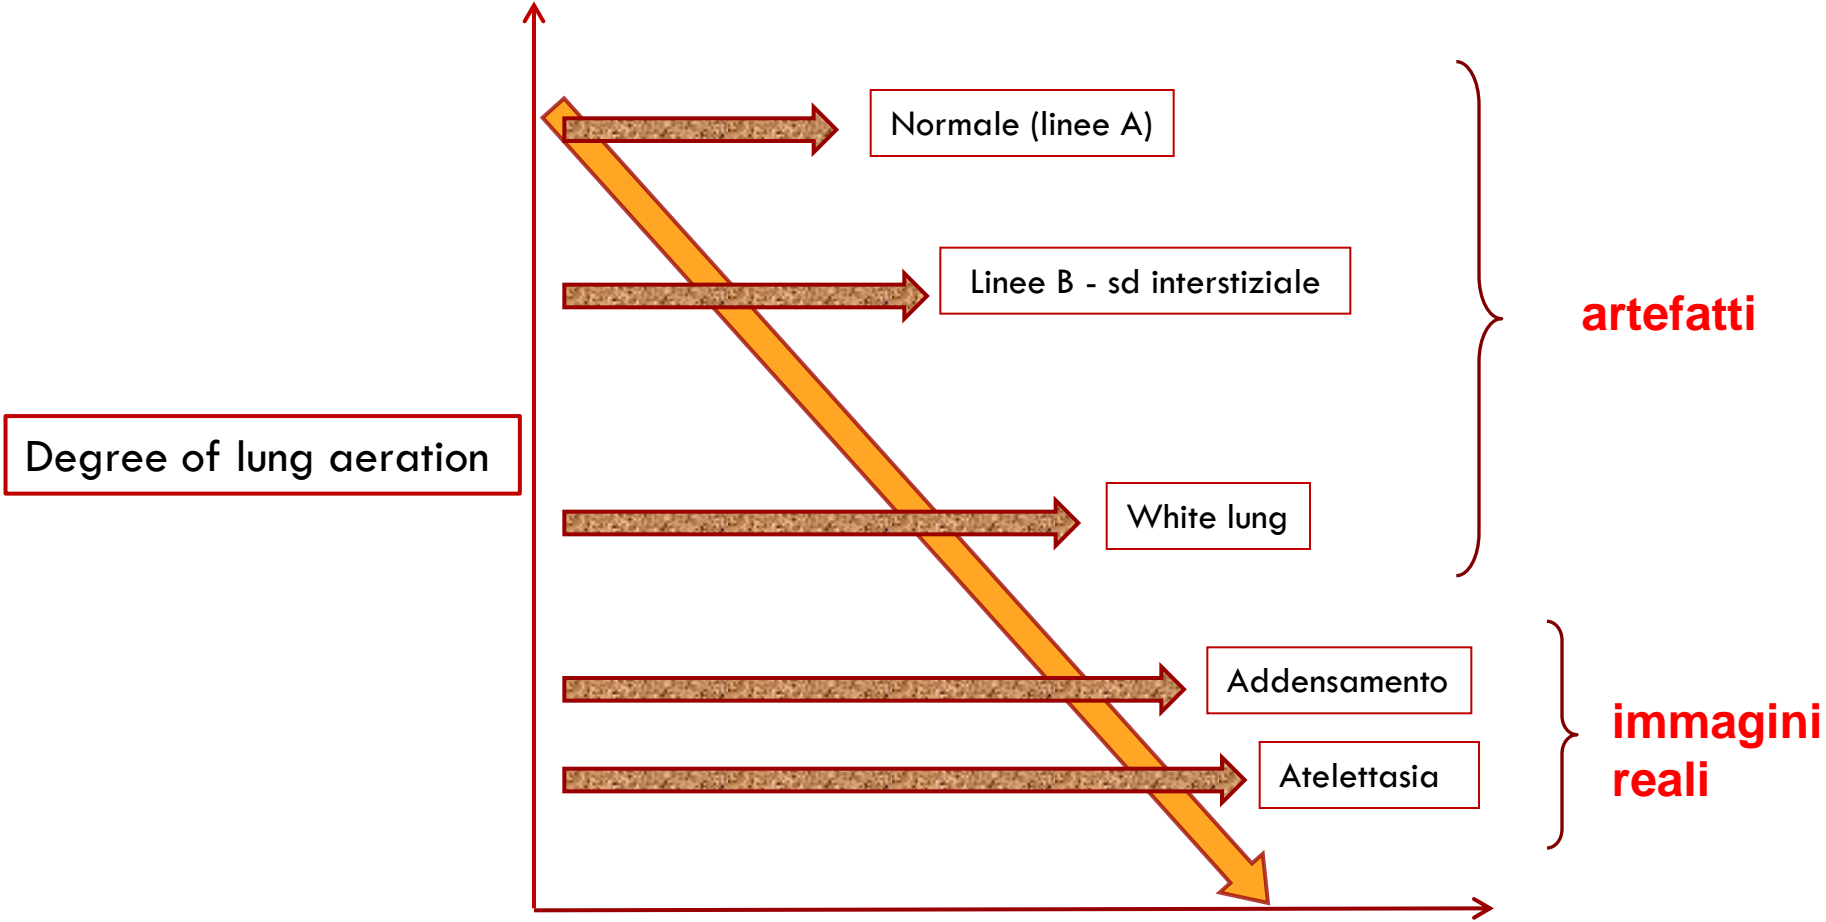 Normale (linee A)
Linee B - sd interstiziale
artefatti
Degree of lung aeration
White lung
Addensamento
immagini
reali
Atelettasia